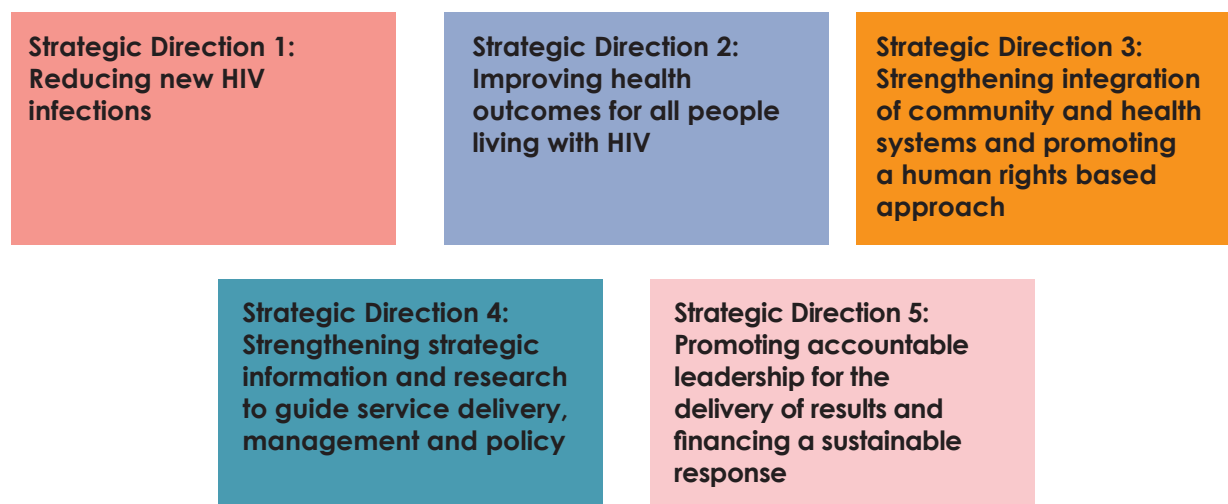 Strategic Direction 1:
Reducing new HIV
infections
Strategic Direction 2:
Improving health
outcomes for all people
living with HIV
Strategic Direction 3:
Strengthening integration
of community and health
systems and promoting
a human rights based
approach
Strategic Direction 4:
Strengthening strategic
information and research
to guide service delivery,
management and policy
Strategic Direction 5:
Promoting accountable
leadership for the
delivery of results and
financing a sustainable
response